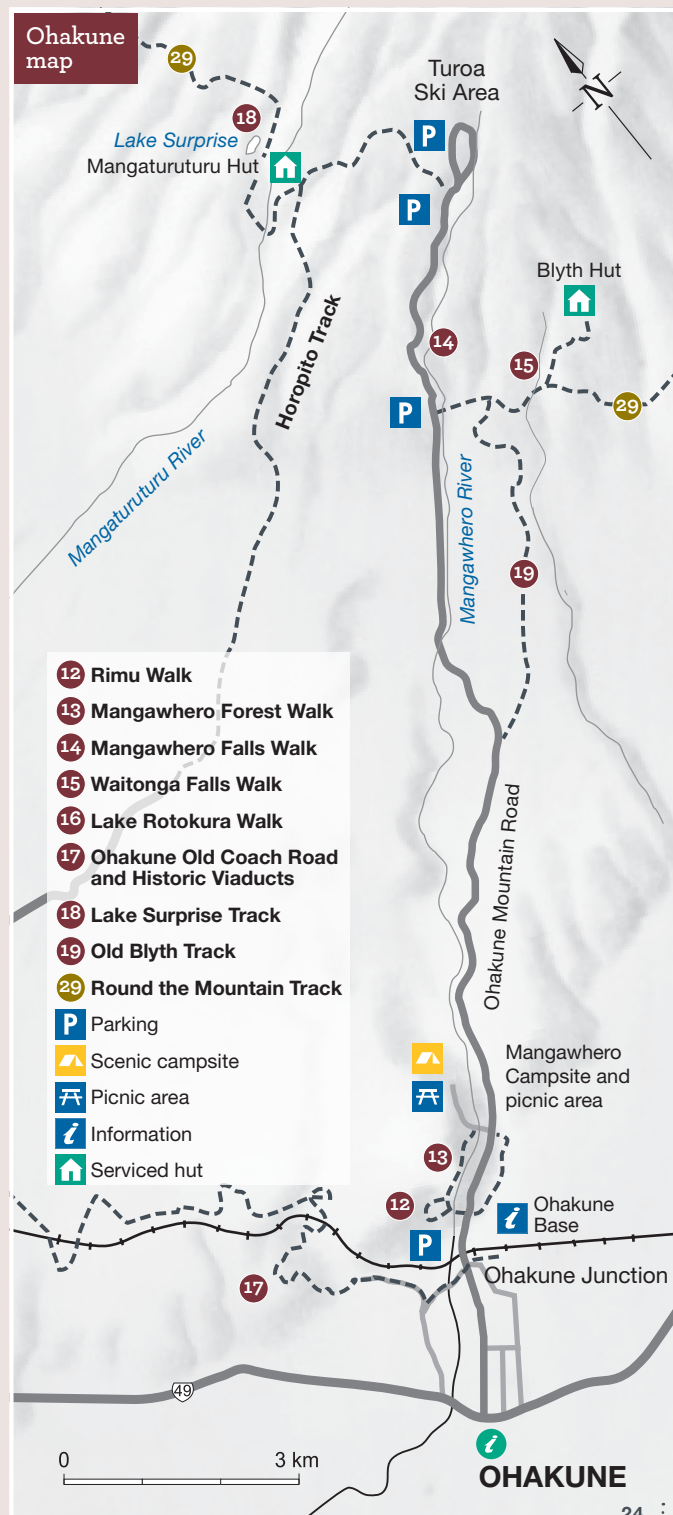 Ohakune
map
29
18
Lake Surprise
Mangaturuturu Hut
Turoa
Ski Area
N
P
P
Blyth Hut
14
15
P
29
Horopito Track
Mangaturuturu River
Mangawhero River
19
12 Rimu Walk
13 Mangawhero Forest Walk
14 Mangawhero Falls Walk
15 Waitonga Falls Walk
16 Lake Rotokura Walk
17 Ohakune Old Coach Road
and Historic Viaducts
18 Lake Surprise Track
19 Old Blyth Track
29 Round the Mountain Track
P Parking
Scenic campsite
Picnic area
i Information
Serviced hut
Ohakune Mountain Road
Mangawhero
Campsite and
picnic area
13
12
i Ohakune
Base
P
Ohakune Junction
17
49
i
OHAKUNE
0 3 km
24